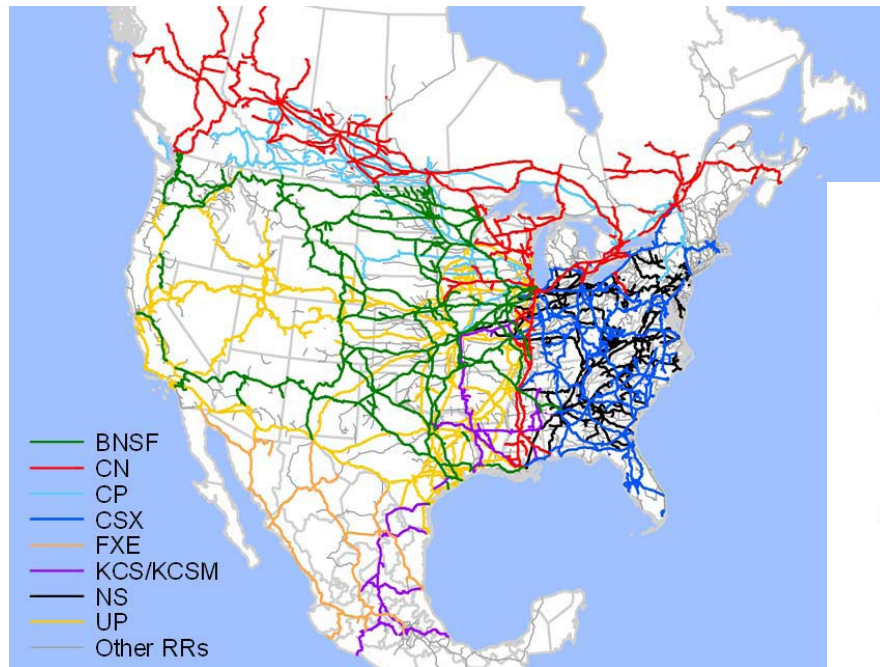 BNSF
CN
CP
CSX
FXE
KCS/KCSM
NS
UP
Other RRs